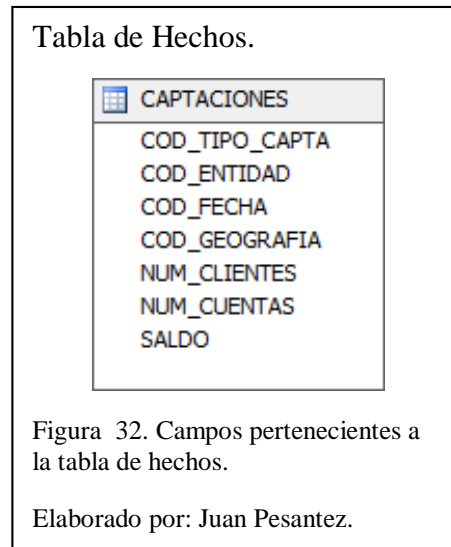 Tabla de Hechos.
CAPTACIONES
COD_TIPO_CAPTA
COD_ENTIDAD
COD_FECHA
COD_GEOGRAFIA
NUM_CLIENTES
NUM_CUENTAS
SALDO
Figura 32. Campos pertenecientes a
la tabla de hechos.
Elaborado por: Juan Pesantez.